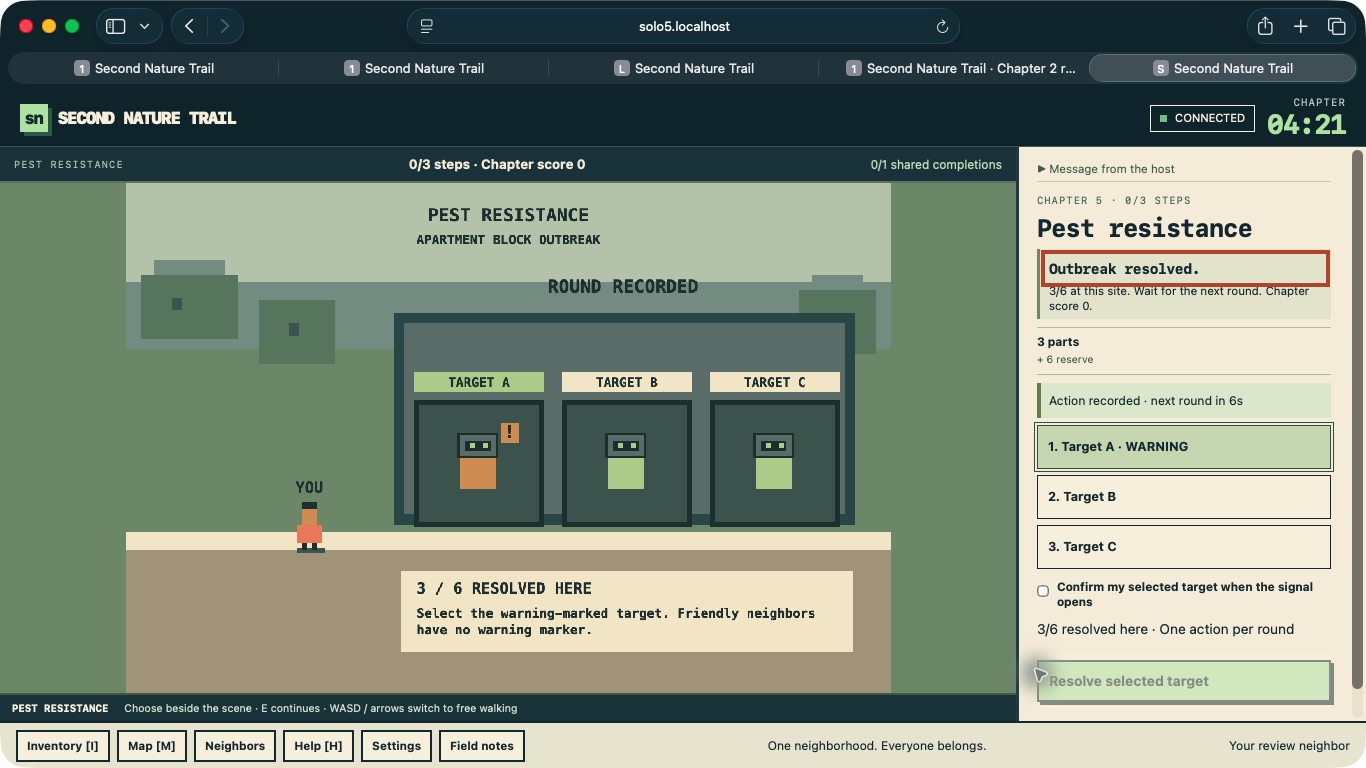 solo5.localhost
1 Second Nature Trail
1 Second Nature Trail
L Second Nature Trail
1 Second Nature Trail · Chapter 2 r...
S Second Nature Trail
sn SECOND NATURE TRAIL
CONNECTED
CHAPTER
04:21
PEST RESISTANCE
0/3 steps · Chapter score 0
0/1 shared completions
PEST RESISTANCE
APARTMENT BLOCK OUTBREAK
ROUND RECORDED
TARGET A
TARGET B
TARGET C
!
YOU
3 / 6 RESOLVED HERE
Select the warning-marked target. Friendly neighbors
have no warning marker.
PEST RESISTANCE Choose beside the scene · E continues · WASD / arrows switch to free walking
Message from the host
CHAPTER 5 · 0/3 STEPS
Pest resistance
Outbreak resolved.
3/6 at this site. Wait for the next round. Chapter
score 0.
3 parts
+ 6 reserve
Action recorded · next round in 6s
1. Target A · WARNING
2. Target B
3. Target C
Confirm my selected target when the signal
opens
3/6 resolved here · One action per round
Resolve selected target
Inventory [I]
Map [M]
Neighbors
Help [H]
Settings
Field notes
One neighborhood. Everyone belongs.
Your review neighbor